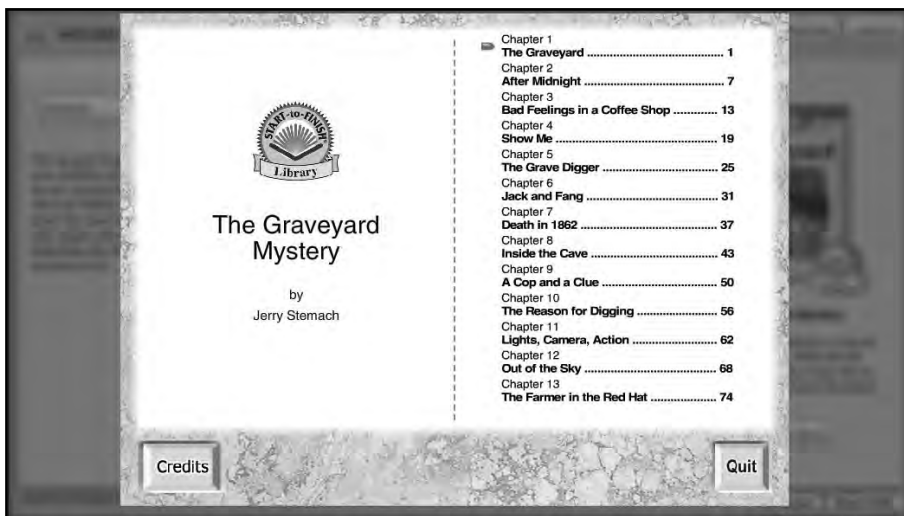 START-to-FINISH®
Library
The Graveyard
Mystery
by
Jerry Stemach
Chapter 1
The Graveyard ......................................... 1
Chapter 2
After Midnight .......................................... 7
Chapter 3
Bad Feelings in a Coffee Shop ............. 13
Chapter 4
Show Me ................................................ 19
Chapter 5
The Grave Digger ................................... 25
Chapter 6
Jack and Fang ........................................ 31
Chapter 7
Death in 1862 ......................................... 37
Chapter 8
Inside the Cave ...................................... 43
Chapter 9
A Cop and a Clue ................................... 50
Chapter 10
The Reason for Digging ........................ 56
Chapter 11
Lights, Camera, Action .......................... 62
Chapter 12
Out of the Sky ........................................ 68
Chapter 13
The Farmer in the Red Hat .................... 74
Credits
Quit